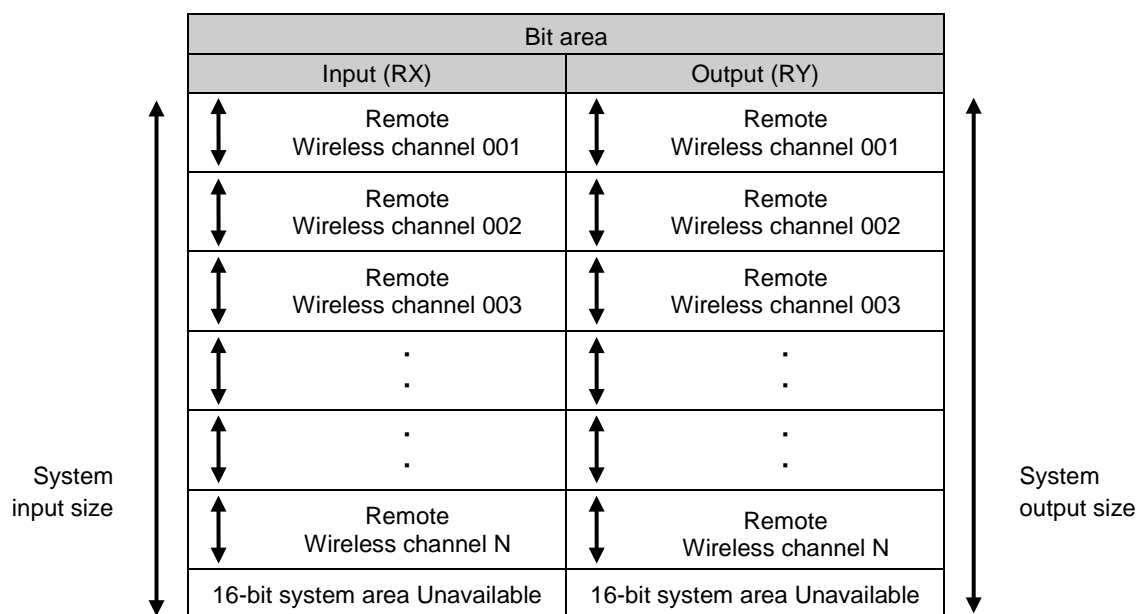 Bit area
Input (RX)
Output (RY)
Remote
Wireless channel 001
Remote
Wireless channel 001
Remote
Wireless channel 002
Remote
Wireless channel 002
Remote
Wireless channel 003
Remote
Wireless channel 003
System
input size
System
output size
Remote
Wireless channel N
Remote
Wireless channel N
16-bit system area Unavailable
16-bit system area Unavailable